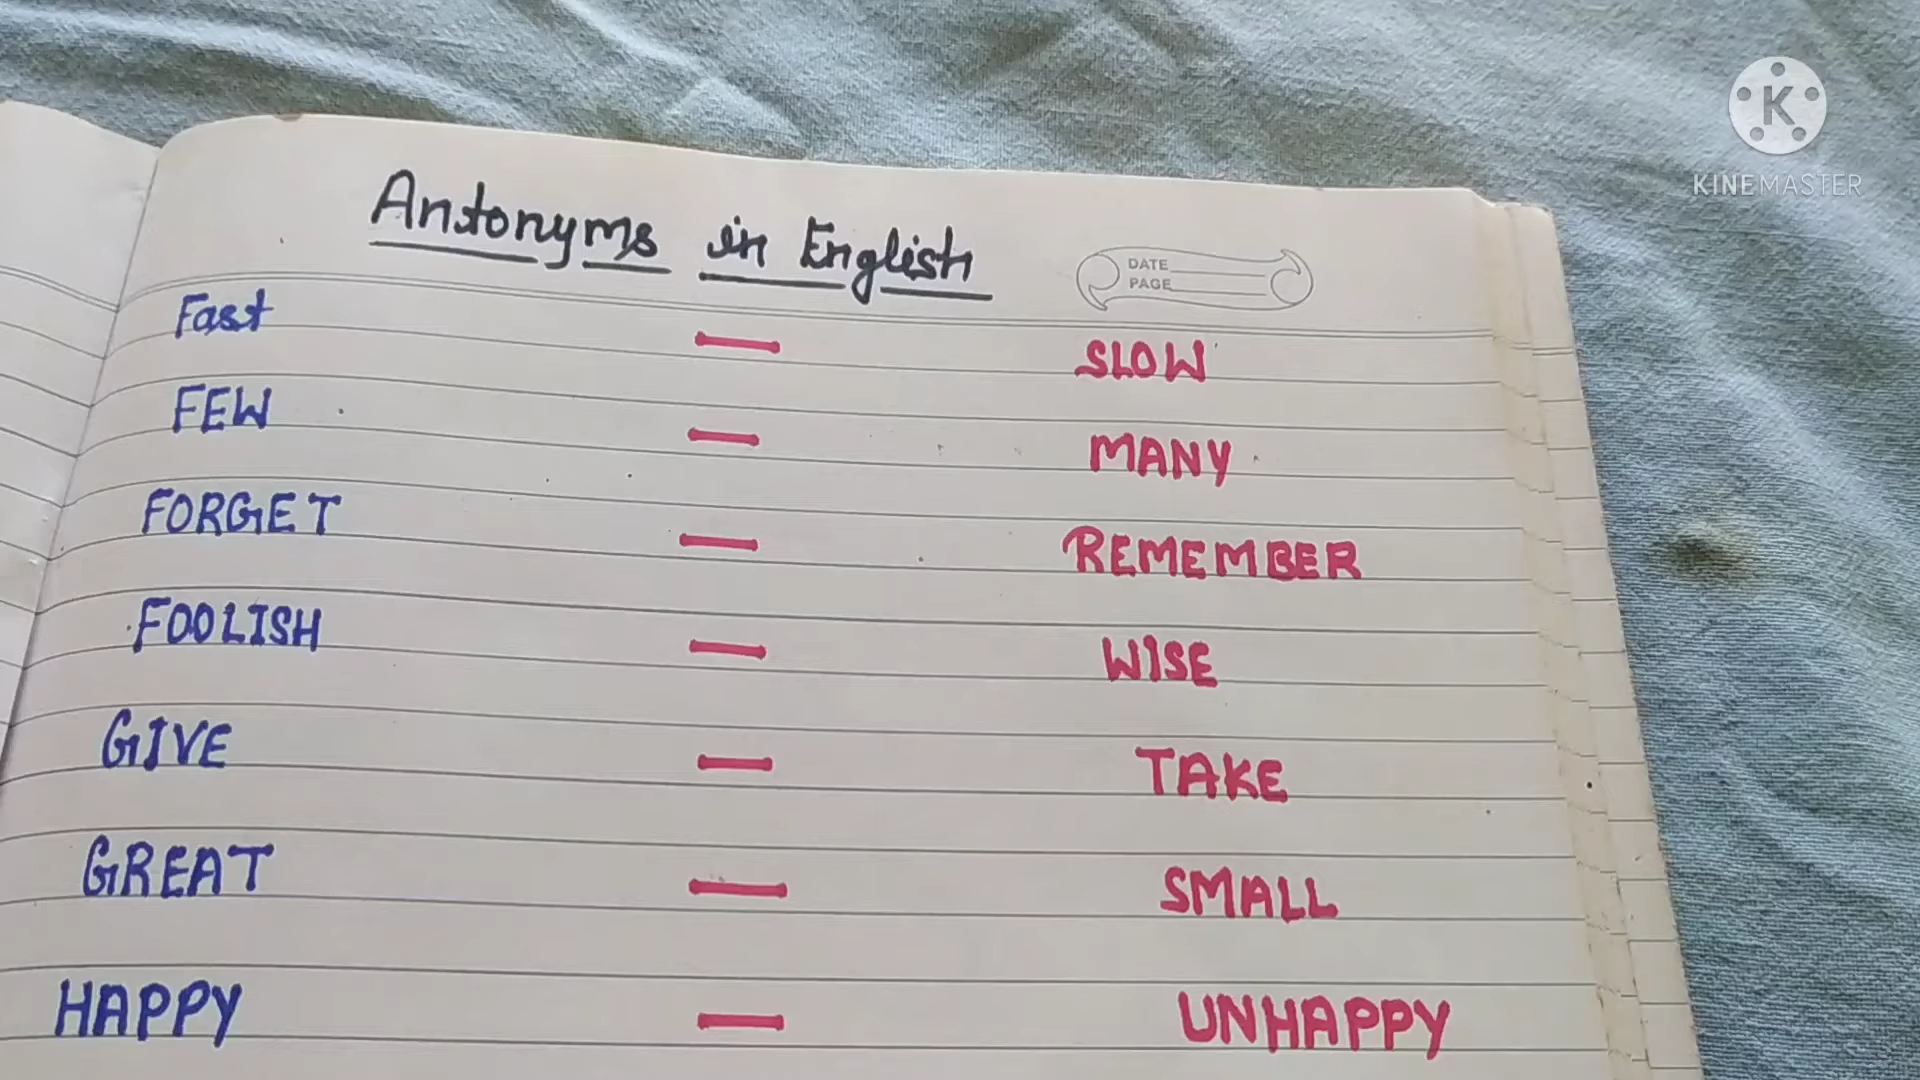 KINEMASTER
Antonyms in English
DATE
PAGE
Fast — SLOW
FEW — MANY
FORGET — REMEMBER
FOOLISH — WISE
GIVE — TAKE
GREAT — SMALL
HAPPY — UNHAPPY